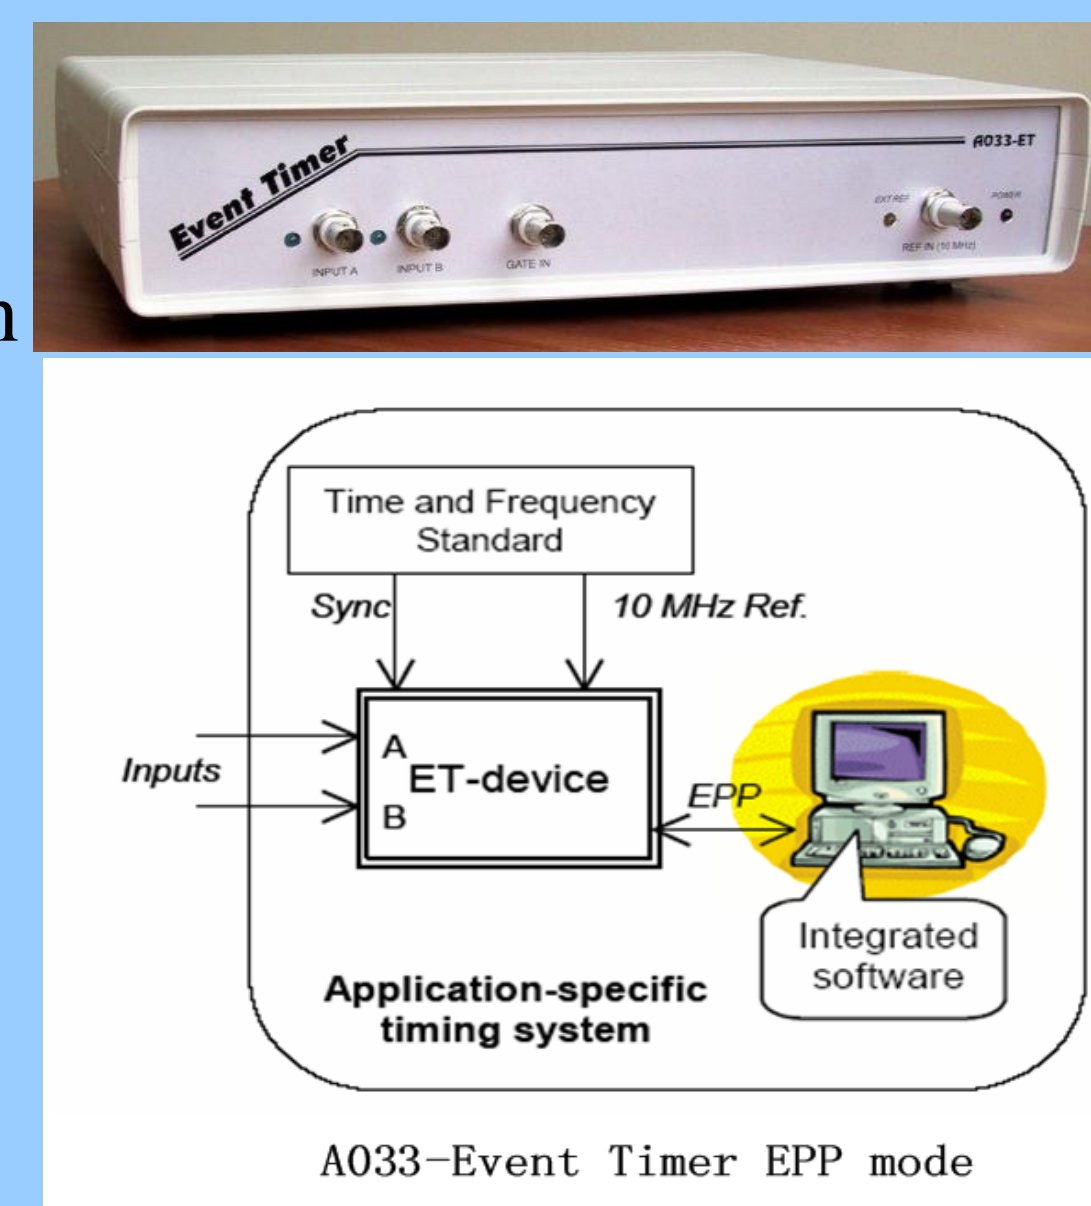 Event Timer
A033-ET
EXT REF
POWER
INPUT A
INPUT B
GATE IN
REF IN (10 MHz)
Time and Frequency
Standard
Sync
10 MHz Ref.
Inputs
A
ET-device
B
EPP
Integrated
software
Application-specific
timing system
A033-Event Timer EPP mode